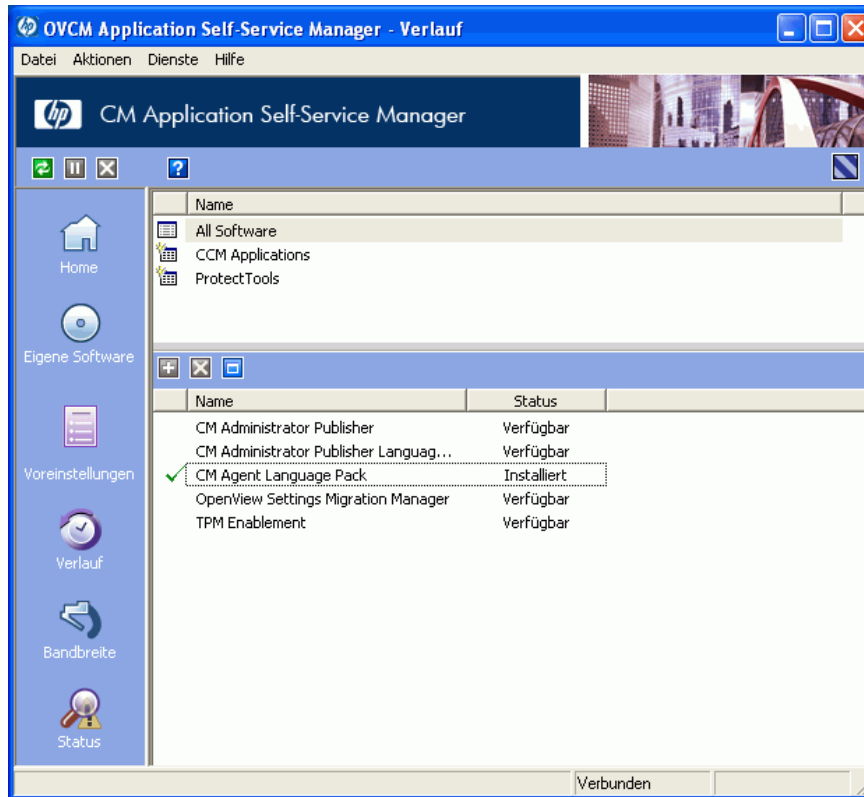 OVCM Application Self-Service Manager - Verlauf
Datei Aktionen Dienste Hilfe
hp CM Application Self-Service Manager
?
Name
All Software
CCM Applications
ProtectTools
Home
Eigene Software
Voreinstellungen
Verlauf
Bandbreite
Status
Name Status
CM Administrator Publisher Verfügbar
CM Administrator Publisher Languag... Verfügbar
CM Agent Language Pack Installiert
OpenView Settings Migration Manager Verfügbar
TPM Enablement Verfügbar
Verbunden